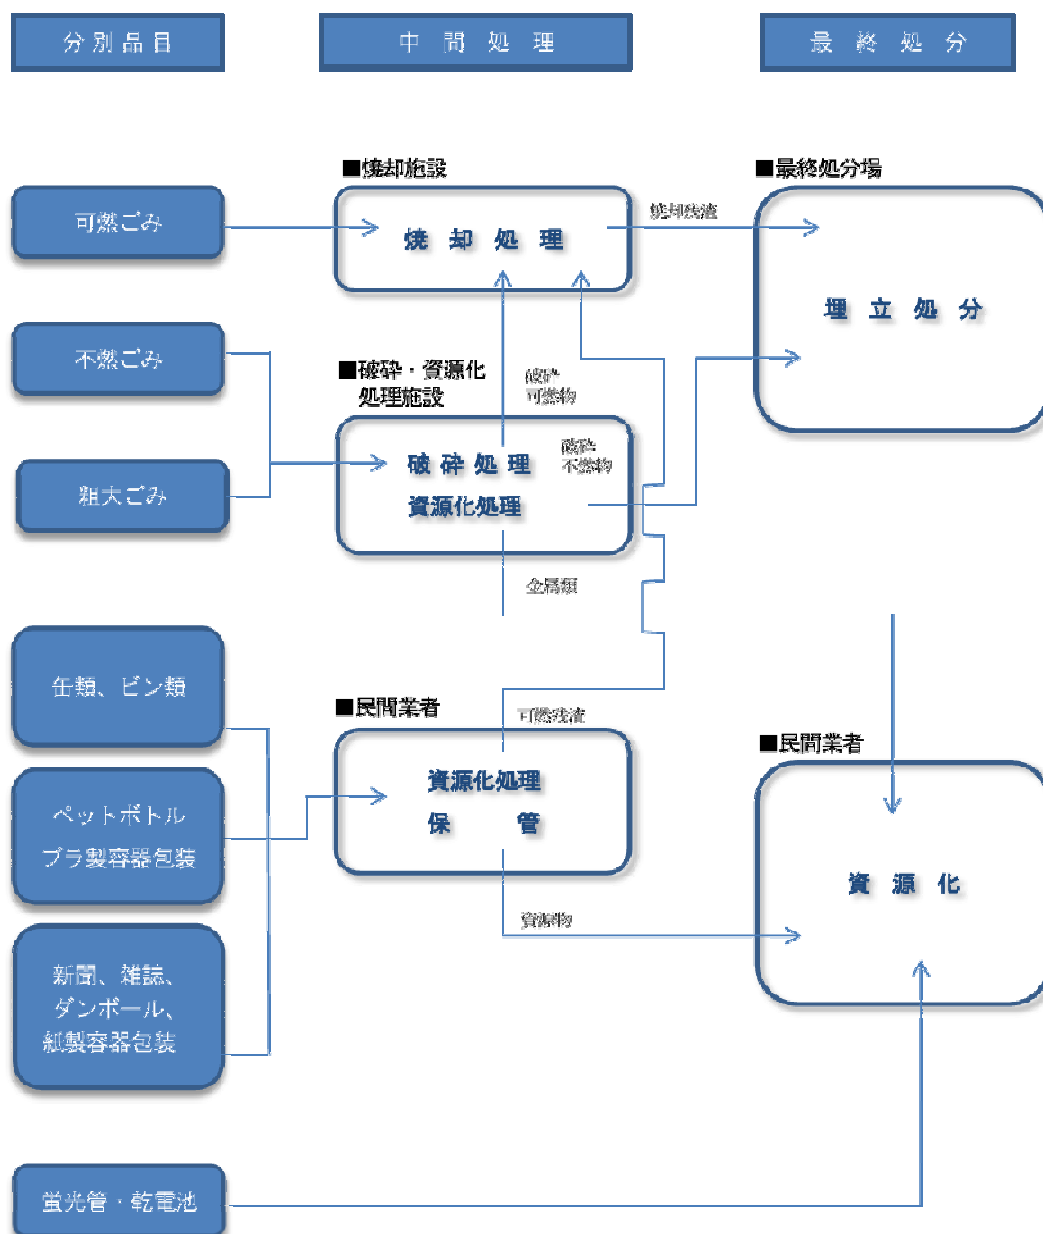 分別品目
中間処理
最終処分
■焼却施設
■最終処分場
可燃ごみ
焼却処理
焼却残渣
埋立処分
不燃ごみ
■破砕・資源化
処理施設
破砕
可燃物
破砕
不燃物
破砕処理
資源化処理
粗大ごみ
金属類
缶類、ビン類
■民間業者
可燃残渣
■民間業者
資源化処理
保管
ペットボトル
プラ製容器包装
資源化
資源物
新聞、雑誌、
ダンボール、
紙製容器包装
蛍光管・乾電池